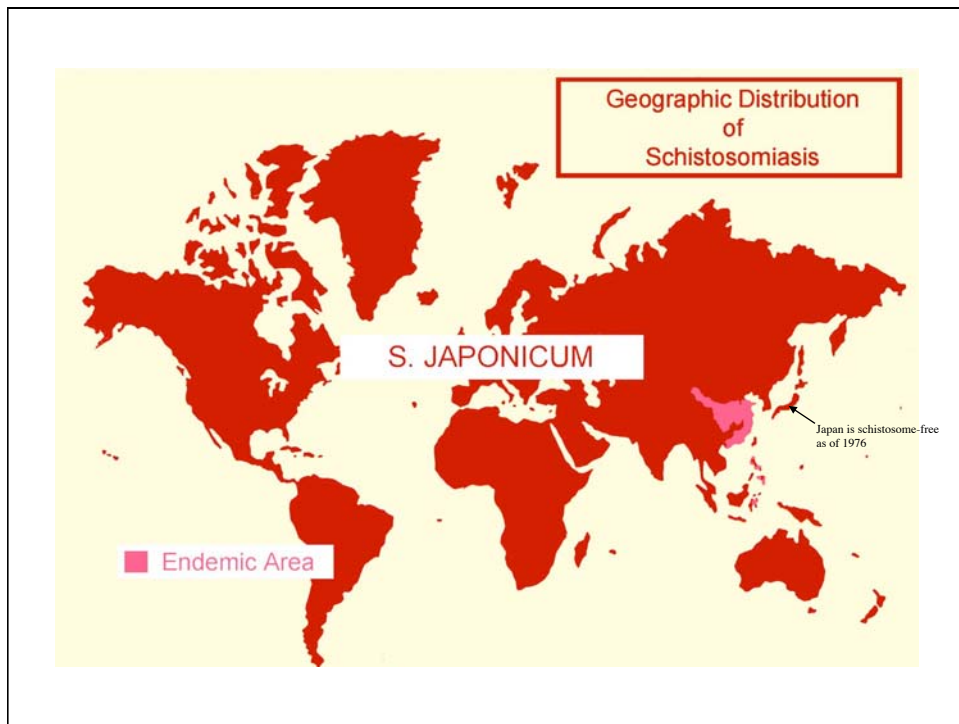 Geographic Distribution
of
Schistosomiasis
S. JAPONICUM
Japan is schistosome-free
as of 1976
Endemic Area